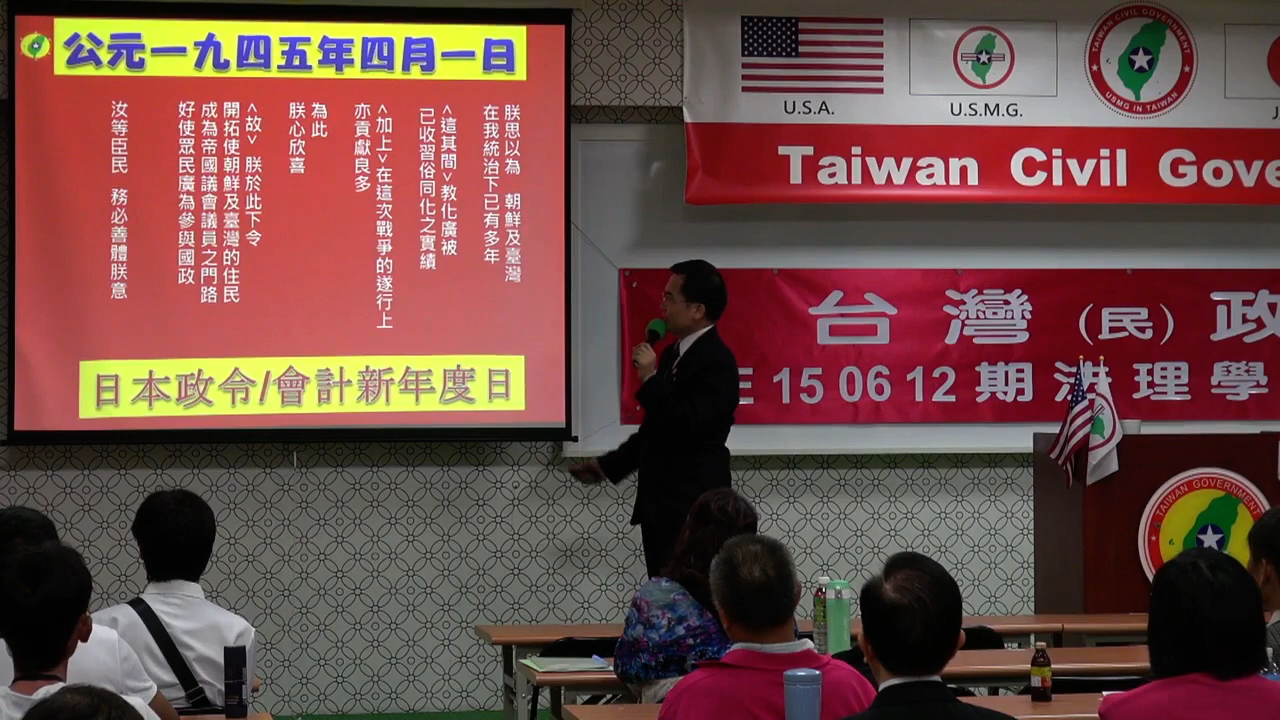 公元一九四五年四月一日
朕思以為 朝鮮及臺灣
在我統治下已有多年
<這其間>教化廣被
已收習俗同化之實績
<加上>在這次戰爭的遂行上
亦貢獻良多
為此
朕心欣喜
<故> 朕於此下令
開拓使朝鮮及臺灣的住民
成為帝國議會議員之門路
好使眾民廣為參與國政
汝等臣民 務必善體朕意
日本政令/會計新年度日
U.S.A.
U.S.M.G.
TAIWAN CIVIL GOVERNMENT
USMG IN TAIWAN
J
Taiwan Civil Gove
台灣（民）政
E 15 06 12 期法理學
TAIWAN GOVERNMENT